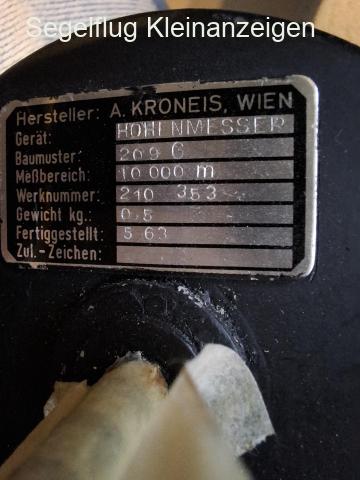 Segelflug Kleinanzeigen
Hersteller: A. KRONEIS, WIEN
Gerät: HÖHENMESSER
Baumuster: 209 6
Meßbereich: 10 000 m
Werknummer: 210 353
Gewicht kg.: 0,5
Fertiggestellt: 5 63
Zul.-Zeichen: